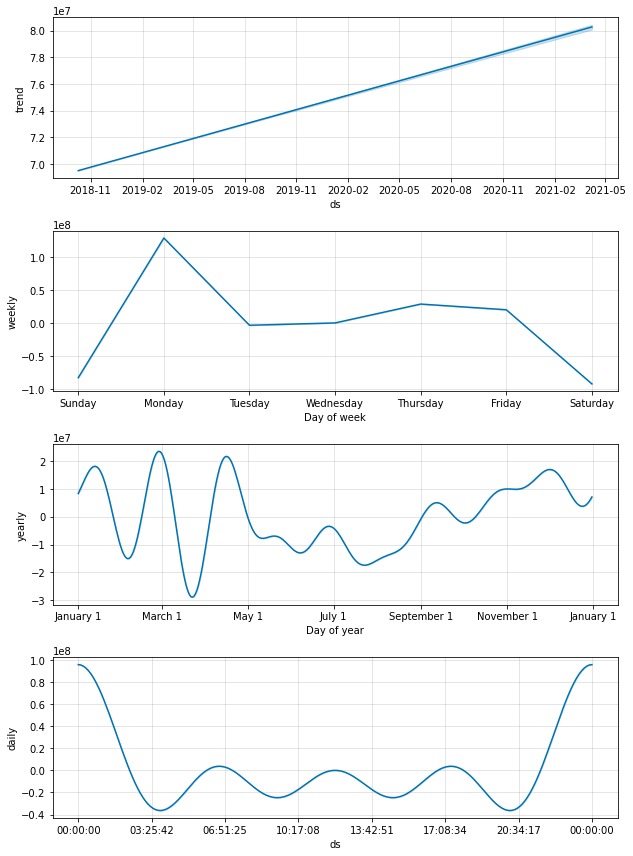 1e7
8.0
7.8
7.6
7.4
7.2
7.0
trend
2018-11 2019-02 2019-05 2019-08 2019-11 2020-02 2020-05 2020-08 2020-11 2021-02 2021-05
ds
1e8
1.0
0.5
0.0
−0.5
−1.0
weekly
Sunday Monday Tuesday Wednesday Thursday Friday Saturday
Day of week
1e7
2
1
0
−1
−2
−3
yearly
January 1 March 1 May 1 July 1 September 1 November 1 January 1
Day of year
1e8
1.0
0.8
0.6
0.4
0.2
0.0
−0.2
−0.4
daily
00:00:00 03:25:42 06:51:25 10:17:08 13:42:51 17:08:34 20:34:17 00:00:00
ds